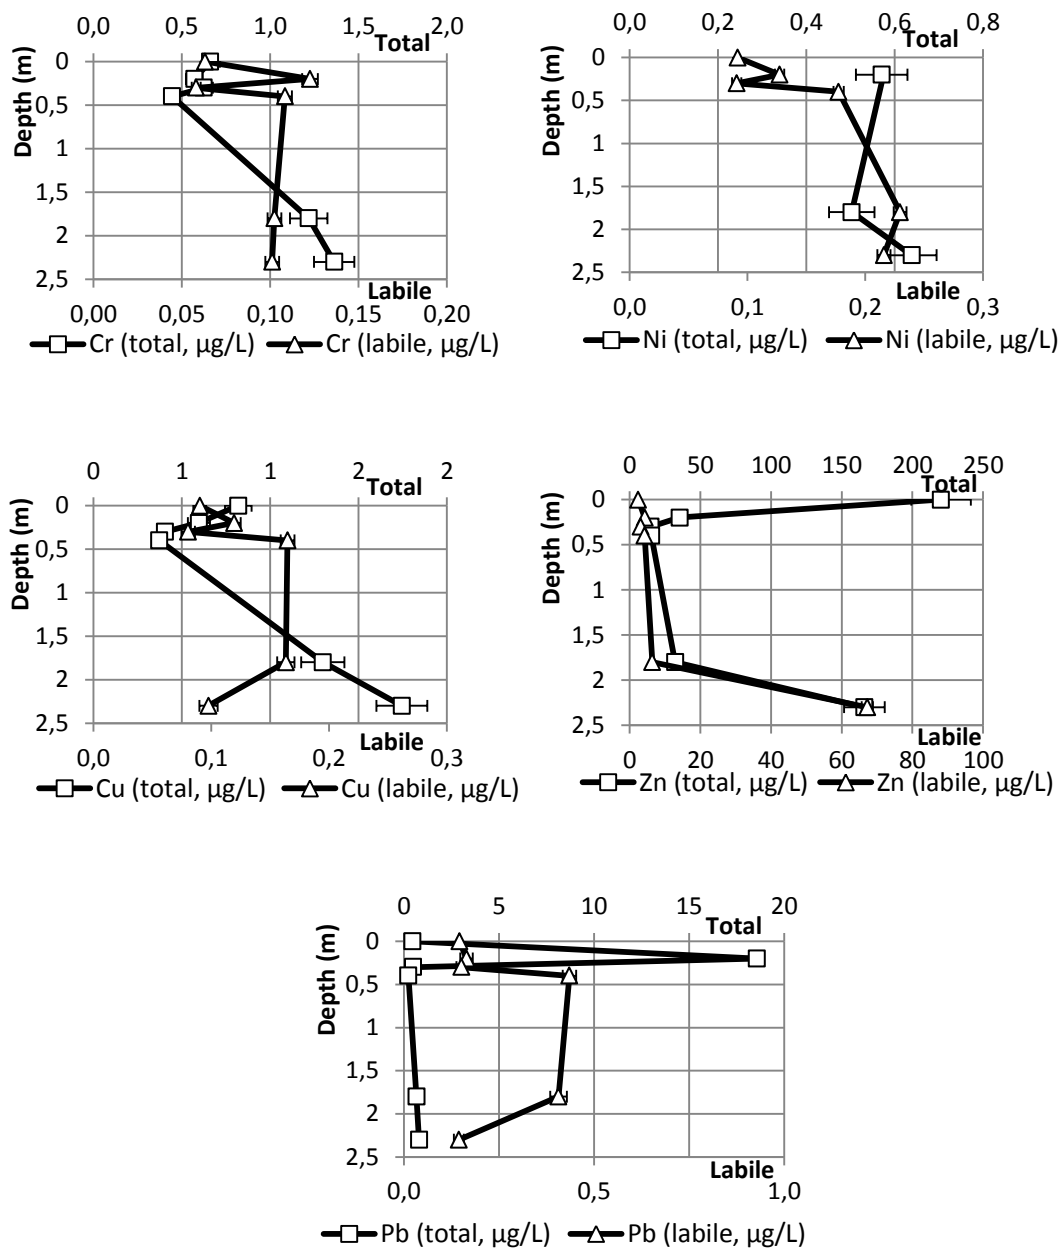 0,0 0,5 1,0 1,5 2,0
Total
Depth (m)
0
0,5
1
1,5
2
2,5
Labile
0,00 0,05 0,10 0,15 0,20
Cr (total, µg/L) Cr (labile, µg/L)
0,0 0,2 0,4 0,6 0,8
Total
Depth (m)
0
0,5
1
1,5
2
2,5
Labile
0,0 0,1 0,2 0,3
Ni (total, µg/L) Ni (labile, µg/L)
0 1 1 2 2
Total
Depth (m)
0
0,5
1
1,5
2
2,5
Labile
0,0 0,1 0,2 0,3
Cu (total, µg/L) Cu (labile, µg/L)
0 50 100 150 200 250
Total
Depth (m)
0
0,5
1
1,5
2
2,5
Labile
0 20 40 60 80 100
Zn (total, µg/L) Zn (labile, µg/L)
0 5 10 15 20
Total
Depth (m)
0
0,5
1
1,5
2
2,5
Labile
0,0 0,5 1,0
Pb (total, µg/L) Pb (labile, µg/L)